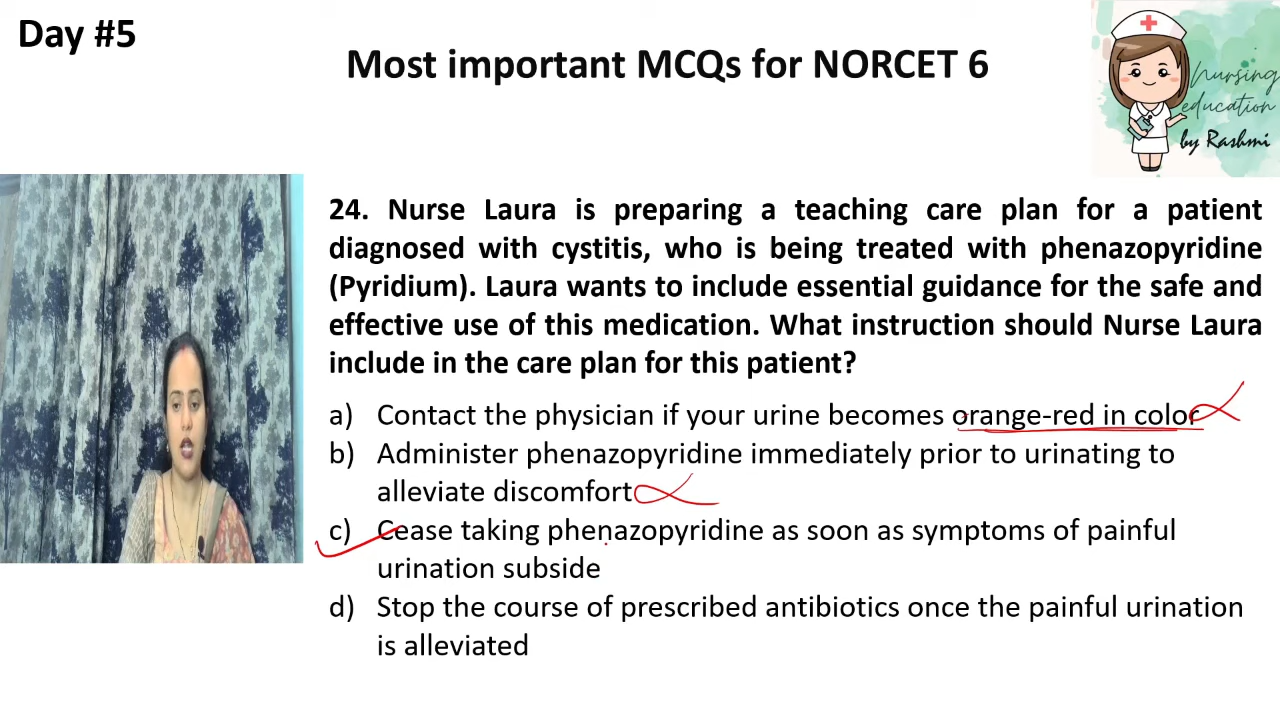 Day #5
Most important MCQs for NORCET 6
Nursing
education
by Rashmi
24. Nurse Laura is preparing a teaching care plan for a patient
diagnosed with cystitis, who is being treated with phenazopyridine
(Pyridium). Laura wants to include essential guidance for the safe and
effective use of this medication. What instruction should Nurse Laura
include in the care plan for this patient?
a) Contact the physician if your urine becomes orange-red in color
b) Administer phenazopyridine immediately prior to urinating to
alleviate discomfort
c) Cease taking phenazopyridine as soon as symptoms of painful
urination subside
d) Stop the course of prescribed antibiotics once the painful urination
is alleviated